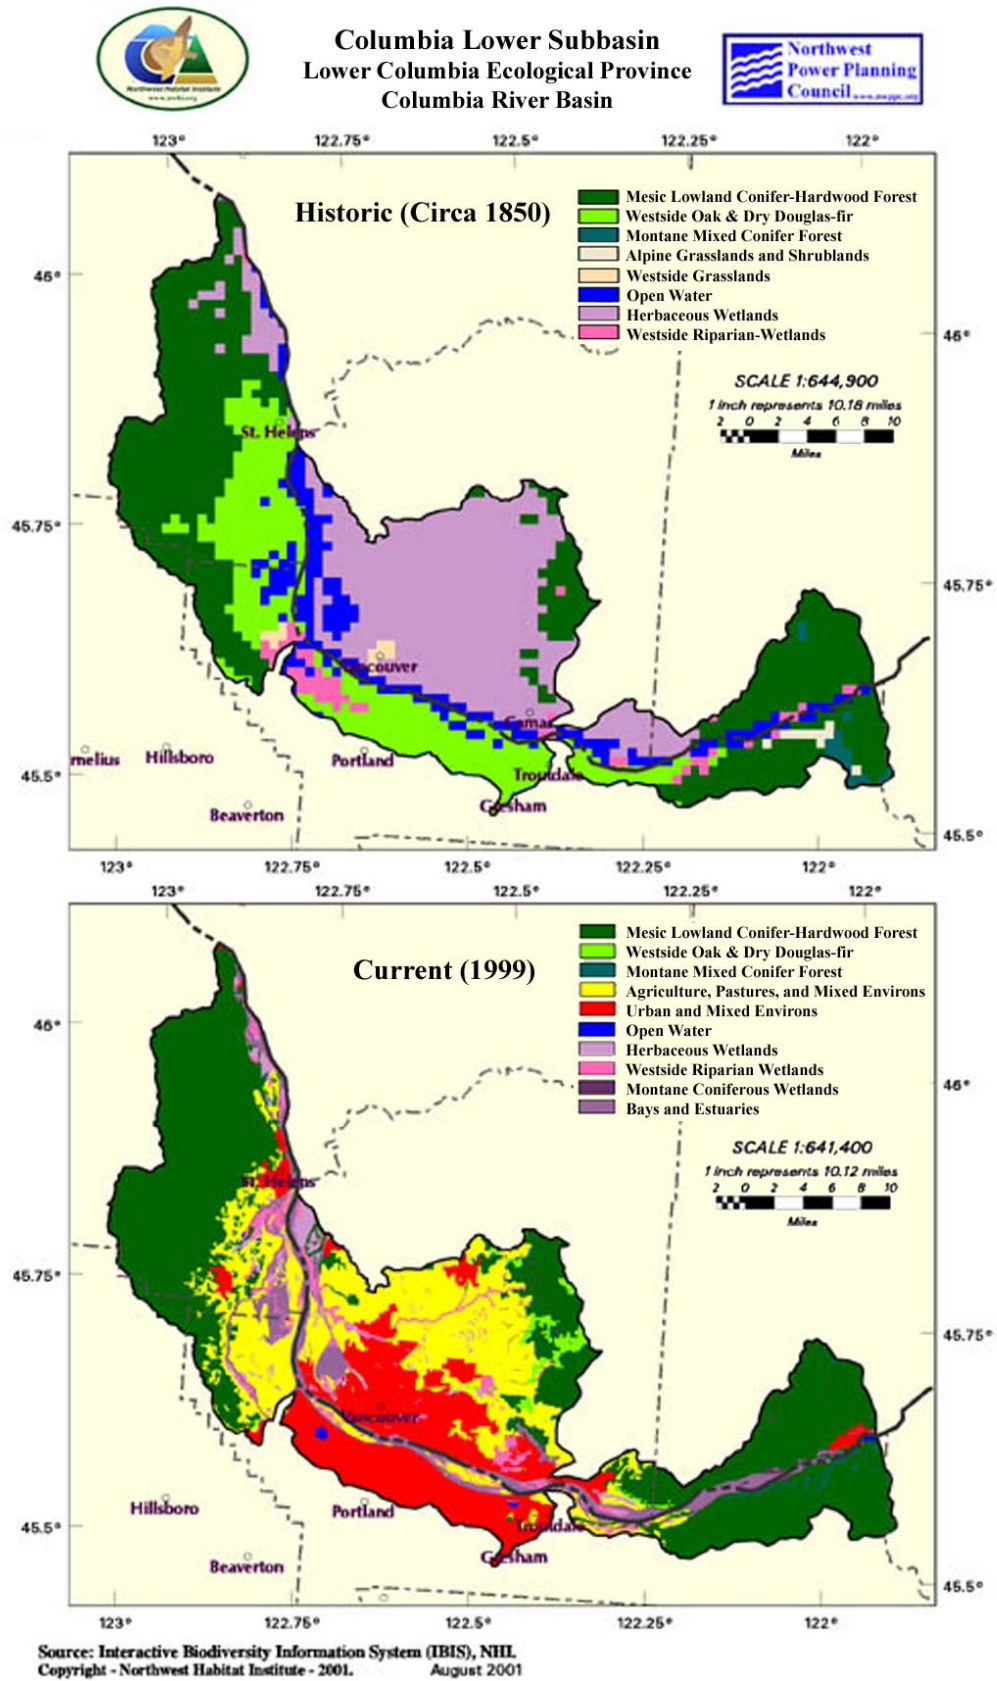 Columbia Lower Subbasin
Lower Columbia Ecological Province
Columbia River Basin
Northwest Habitat Institute
www.nwhi.org
Northwest
Power Planning
Council www.nwppc.org
123° 122.75° 122.5° 122.25° 122°
Historic (Circa 1850)
Mesic Lowland Conifer-Hardwood Forest
Westside Oak & Dry Douglas-fir
Montane Mixed Conifer Forest
Alpine Grasslands and Shrublands
Westside Grasslands
Open Water
Herbaceous Wetlands
Westside Riparian-Wetlands
46°
46°
SCALE 1:644,900
1 inch represents 10.18 miles
2 0 2 4 6 8 10
Miles
St. Helens
45.75°
45.75°
Vancouver
Camas
rnelius
Hillsboro
Portland
Troutdale
45.5°
Gresham
Beaverton
45.5°
123° 122.75° 122.5° 122.25° 122°
123° 122.75° 122.5° 122.25° 122°
Current (1999)
Mesic Lowland Conifer-Hardwood Forest
Westside Oak & Dry Douglas-fir
Montane Mixed Conifer Forest
Agriculture, Pastures, and Mixed Environs
Urban and Mixed Environs
Open Water
Herbaceous Wetlands
Westside Riparian Wetlands
Montane Coniferous Wetlands
Bays and Estuaries
46°
46°
SCALE 1:641,400
1 inch represents 10.12 miles
2 0 2 4 6 8 10
Miles
St. Helens
45.75°
45.75°
Vancouver
Hillsboro
Portland
45.5°
Troutdale
Gresham
Beaverton
45.5°
123° 122.75° 122.5° 122.25° 122°
Source: Interactive Biodiversity Information System (IBIS), NHI.
Copyright - Northwest Habitat Institute - 2001. August 2001